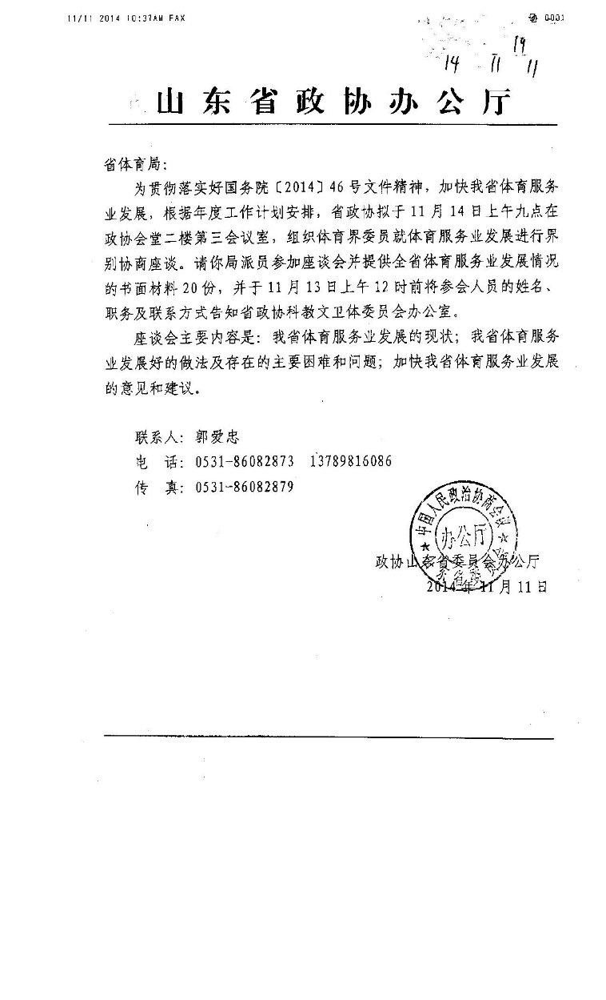 11/11 2014 10:37AM FAX
0001
19
14 11 11
山东省政协办公厅
省体育局：
为贯彻落实好国务院〔2014〕46号文件精神，加快我省体育服务
业发展，根据年度工作计划安排，省政协拟于11月14日上午九点在
政协会堂二楼第三会议室，组织体育界委员就体育服务业发展进行界
别协商座谈。请你局派员参加座谈会并提供全省体育服务业发展情况
的书面材料20份，并于11月13日上午12时前将参会人员的姓名、
职务及联系方式告知省政协科教文卫体委员会办公室。
座谈会主要内容是：我省体育服务业发展的现状；我省体育服务
业发展好的做法及存在的主要困难和问题；加快我省体育服务业发展
的意见和建议。
联系人：郭爱忠
电 话：0531-86082873 13789816086
传 真：0531-86082879
中国人民政治协商会议
办公厅
政协山东省委员会办公厅
2014年11月11日